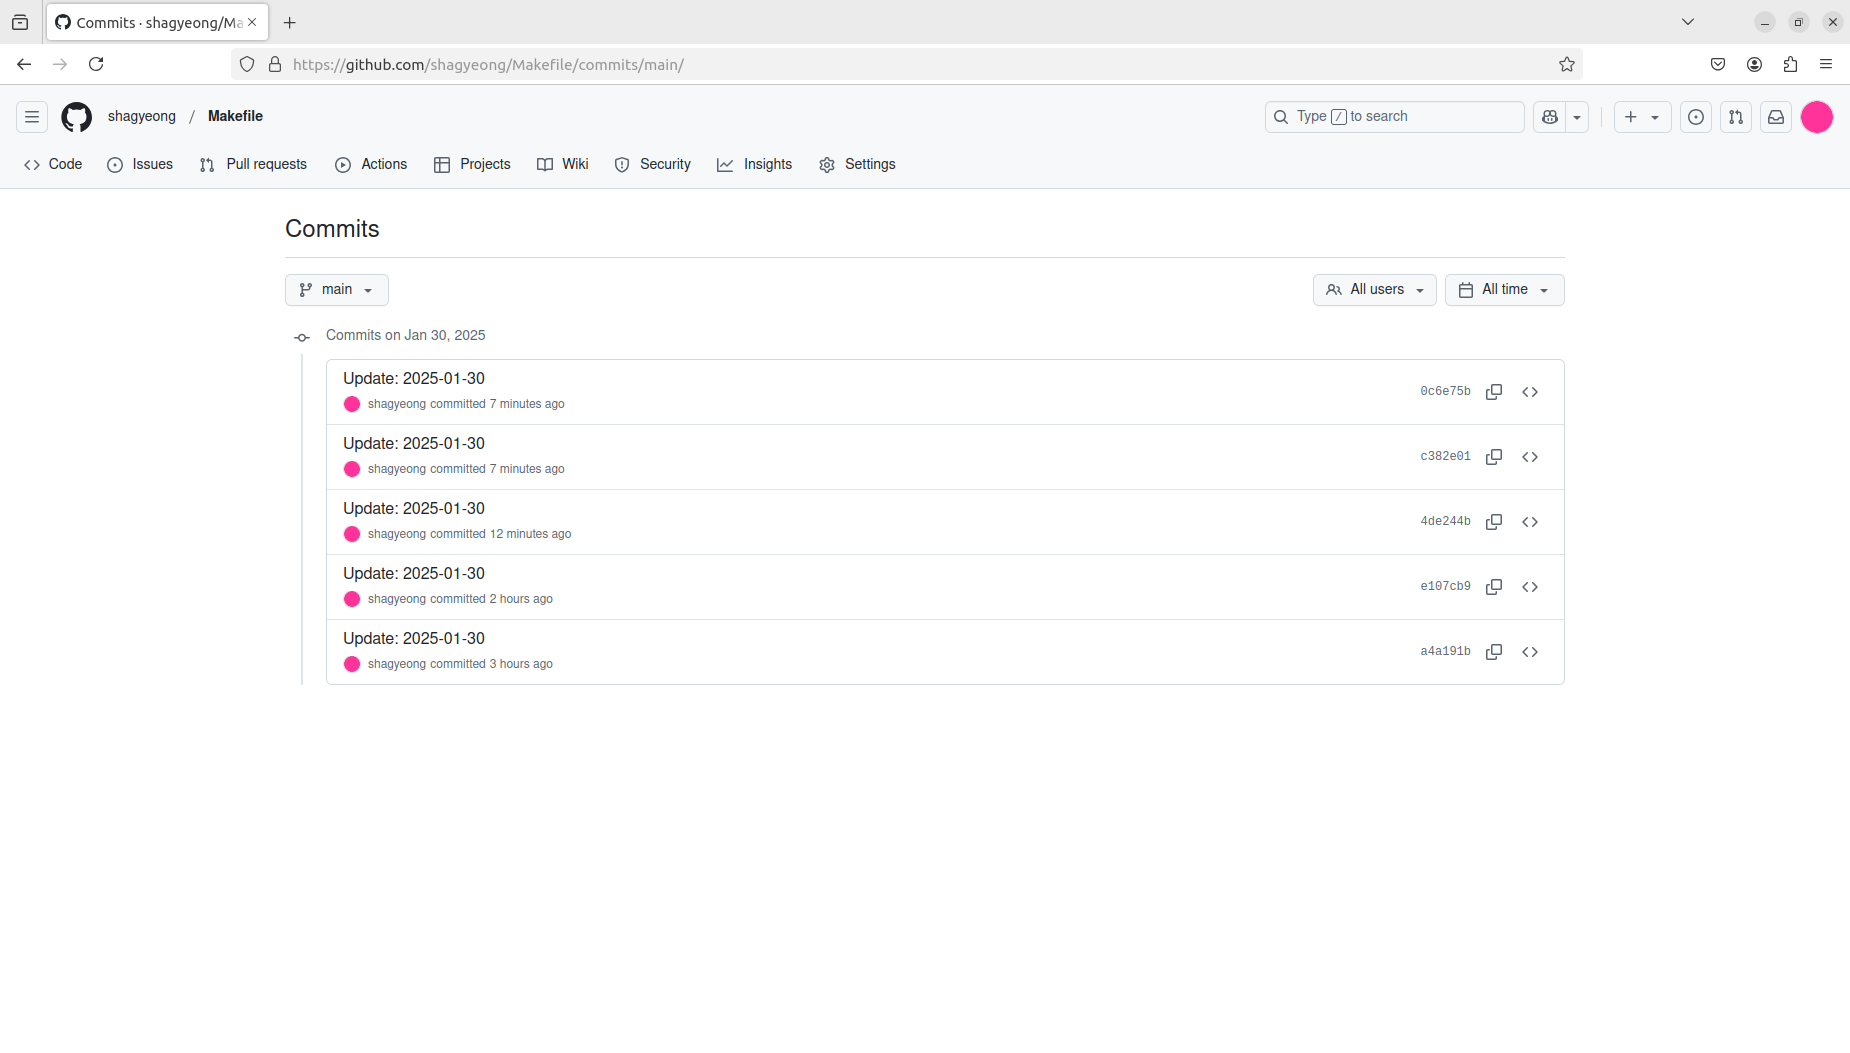 Commits · shagyeong/Ma
https://github.com/shagyeong/Makefile/commits/main/
shagyeong / Makefile
Type / to search
Code Issues Pull requests Actions Projects Wiki Security Insights Settings
Commits
main All users All time
Commits on Jan 30, 2025
Update: 2025-01-30
shagyeong committed 7 minutes ago
0c6e75b
Update: 2025-01-30
shagyeong committed 7 minutes ago
c382e01
Update: 2025-01-30
shagyeong committed 12 minutes ago
4de244b
Update: 2025-01-30
shagyeong committed 2 hours ago
e107cb9
Update: 2025-01-30
shagyeong committed 3 hours ago
a4a191b